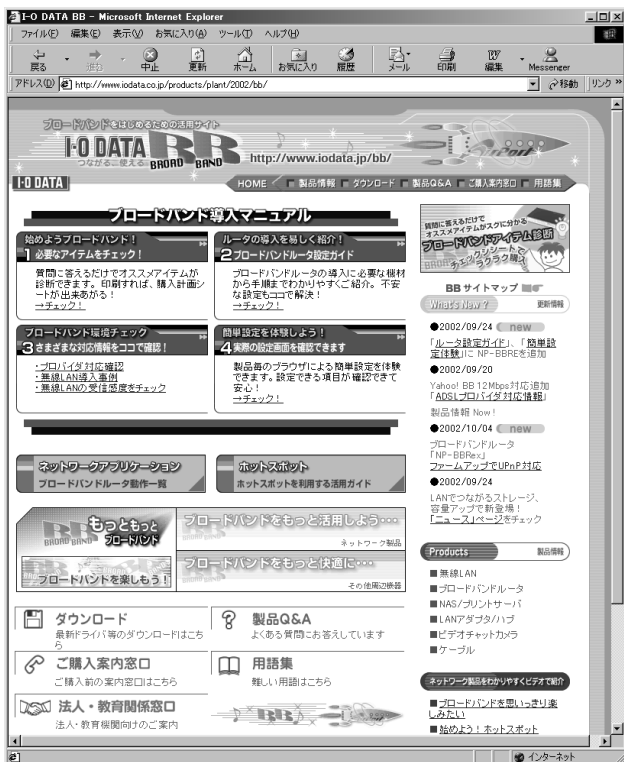 I-O DATA BB - Microsoft Internet Explorer
ファイル(F) 編集(E) 表示(V) お気に入り(A) ツール(T) ヘルプ(H)
戻る 進む 中止 更新 ホーム お気に入り 履歴 メール 印刷 編集 Messenger
アドレス(D) http://www.iodata.co.jp/products/plant/2002/bb/ 移動 リンク »
ブロードバンドをはじめるための活用サイト
I-O DATA BB
つながる、使える BROAD BAND
http://www.iodata.jp/bb/
AirPort
I-O DATA
HOME 製品情報 ダウンロード 製品Q&A ご購入案内窓口 用語集
ブロードバンド導入マニュアル
始めようブロードバンド!
1 必要なアイテムをチェック!
質問に答えるだけでオススメアイテムが
診断できます。印刷すれば、購入計画シ
ートが出来あがる!
→チェック!
ルータの導入を易しく紹介!
2 ブロードバンドルータ設定ガイド
ブロードバンドルータの導入に必要な機材
から手順までわかりやすくご紹介。不安
な設定もココで解決!
→チェック!
ブロードバンド環境チェック
3 さまざまな対応情報をココで確認!
・プロバイダ対応確認
・無線LAN導入事例
・無線LANの受信感度をチェック
簡単設定を体験しよう!
4 実際の設定画面を確認できます
製品毎のブラウザによる簡単設定を体験
できます。設定できる項目が確認できて
安心!
→チェック!
ネットワークアプリケーション
ブロードバンドルータ動作一覧
ホットスポット
ホットスポットを利用する活用ガイド
BB BROAD BAND
もっともっと
ブロードバンド
ブロードバンドを楽しもう!
ブロードバンドをもっと活用しよう…
ネットワーク製品
ブロードバンドをもっと快適に…
その他周辺機器
ダウンロード
最新ドライバ等のダウンロードはこち
ら
製品Q&A
よくある質問にお答えしています
ご購入案内窓口
ご購入前の案内窓口はこちら
用語集
難しい用語はこちら
法人・教育関係窓口
法人・教育機関向けのご案内
BB
質問に答えるだけで
オススメアイテムがスグに分かる
ブロードバンドアイテム診断
チェックシートで
ラクラク購入
BBサイトマップ
What's New? 更新情報
●2002/09/24 new
「ルータ設定ガイド」、「簡単設
定体験」に NP-BBREを追加
●2002/09/20
Yahoo! BB 12Mbps対応追加
「ADSLプロバイダ対応情報」
製品情報 Now!
●2002/10/04 new
ブロードバンドルータ
「NP-BBRex」
ファームアップでUPnP対応
●2002/09/24
LANでつながるストレージ、
容量アップで新登場!
「ニュース」ページをチェック
Products 製品情報
■無線LAN
■ブロードバンドルータ
■NAS/プリントサーバ
■LANアダプタ/ハブ
■ビデオチャットカメラ
■ケーブル
ネットワーク製品をわかりやすくビデオで紹介
■ブロードバンドを思いっきり楽
しみたい
■始めよう!ホットスポット
インターネット